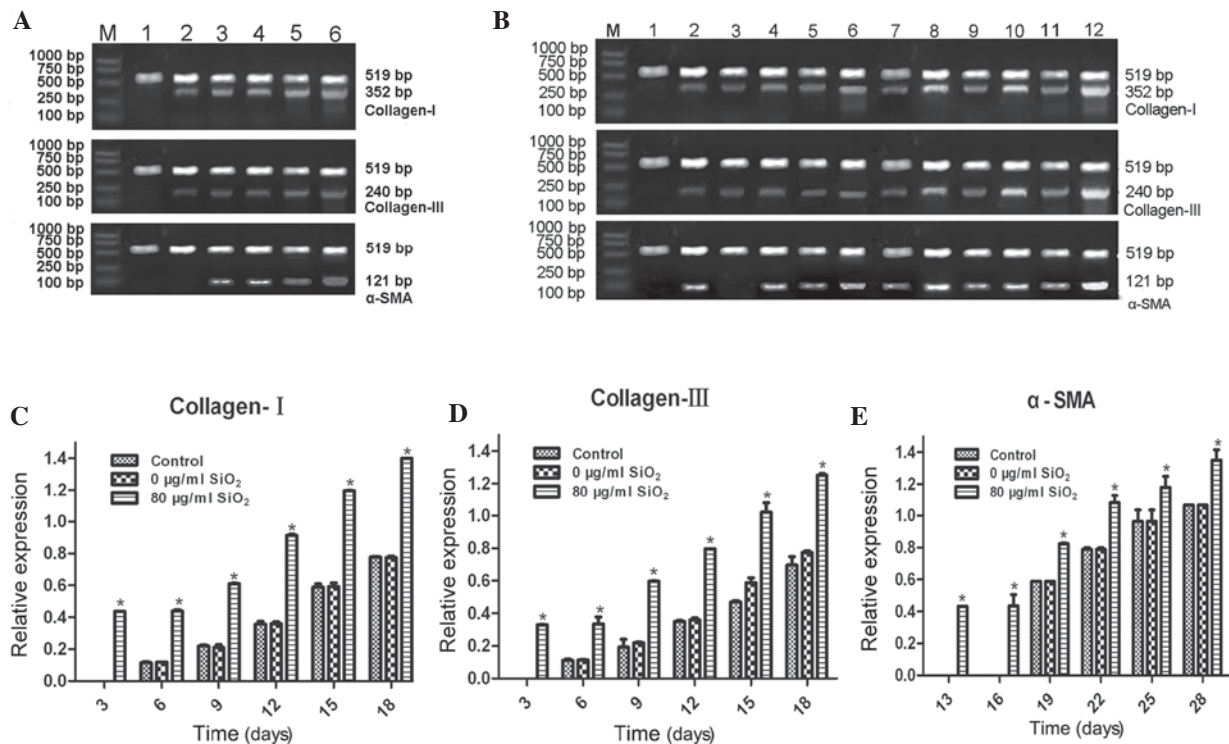 A
M 1 2 3 4 5 6
1000 bp
750 bp
500 bp
250 bp
100 bp
519 bp
352 bp
Collagen-I
1000 bp
750 bp
500 bp
250 bp
100 bp
519 bp
240 bp
Collagen-III
1000 bp
750 bp
500 bp
250 bp
100 bp
519 bp
121 bp
α-SMA
B
M 1 2 3 4 5 6 7 8 9 10 11 12
1000 bp
750 bp
500 bp
250 bp
100 bp
519 bp
352 bp
Collagen-I
1000 bp
750 bp
500 bp
250 bp
100 bp
519 bp
240 bp
Collagen-III
1000 bp
750 bp
500 bp
250 bp
100 bp
519 bp
121 bp
α-SMA
C
Collagen- Ⅰ
Control
0 µg/ml SiO₂
80 µg/ml SiO₂
Relative expression
1.4
1.2
1.0
0.8
0.6
0.4
0.2
0.0
* * * * * *
3 6 9 12 15 18
Time (days)
D
Collagen-Ⅲ
Control
0 µg/ml SiO₂
80 µg/ml SiO₂
Relative expression
1.4
1.2
1.0
0.8
0.6
0.4
0.2
0.0
* * * * * *
3 6 9 12 15 18
Time (days)
E
α - SMA
Control
0 µg/ml SiO₂
80 µg/ml SiO₂
Relative expression
1.4
1.2
1.0
0.8
0.6
0.4
0.2
0.0
* * * * * *
13 16 19 22 25 28
Time (days)